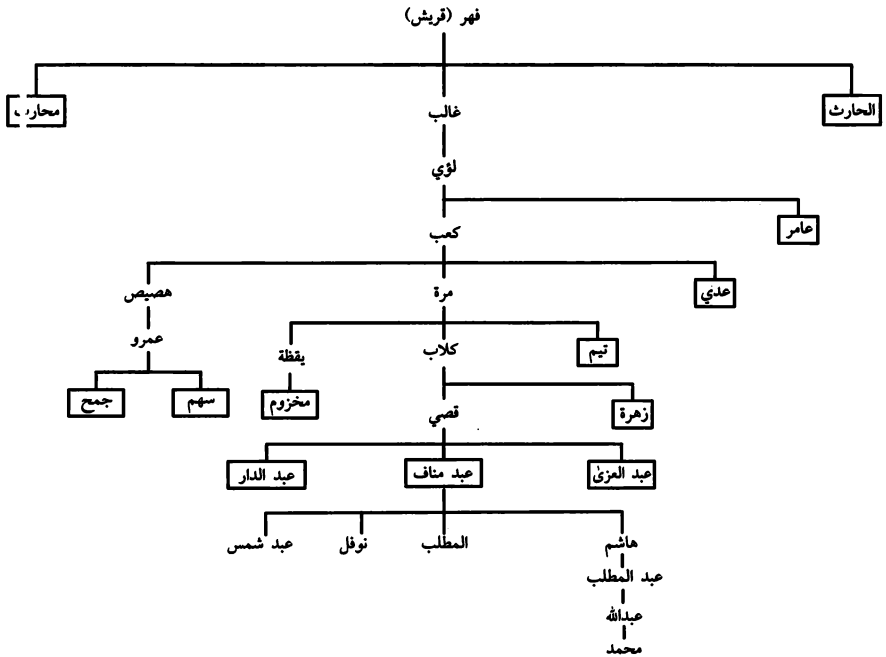 فهر (قريش)
الحارث
غالب
محارب
لؤي
عامر
كعب
عدي
مرة
هصيص
تيم
كلاب
يقظة
عمرو
زهرة
قصي
مخزوم
سهم
جمح
عبد العزىٰ
عبد مناف
عبد الدار
هاشم
المطلب
نوفل
عبد شمس
عبد المطلب
عبدالله
محمد